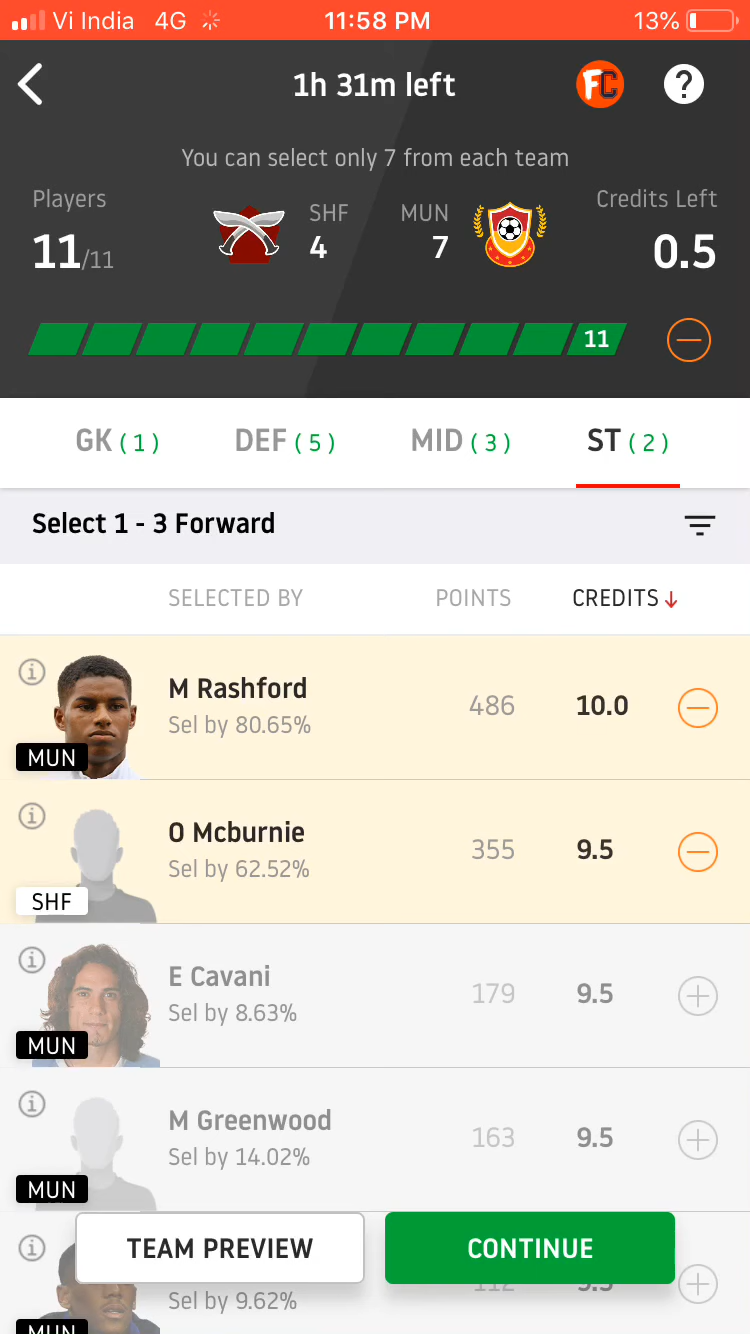 Vi India 4G 11:58 PM 13%
1h 31m left FC ?
You can select only 7 from each team
Players SHF MUN Credits Left
11/11 4 7 0.5
11
GK ( 1 ) DEF ( 5 ) MID ( 3 ) ST ( 2 )
Select 1 - 3 Forward
SELECTED BY POINTS CREDITS
M Rashford 486 10.0
Sel by 80.65%
MUN
O Mcburnie 355 9.5
Sel by 62.52%
SHF
E Cavani 179 9.5
Sel by 8.63%
MUN
M Greenwood 163 9.5
Sel by 14.02%
MUN
TEAM PREVIEW CONTINUE
Sel by 9.62%
MUN